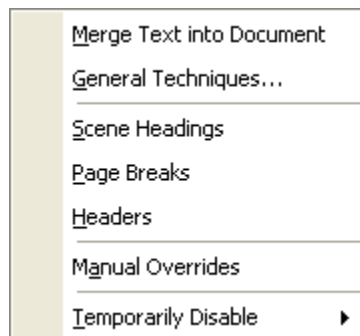 Merge Text into Document
General Techniques...
Scene Headings
Page Breaks
Headers
Manual Overrides
Temporarily Disable